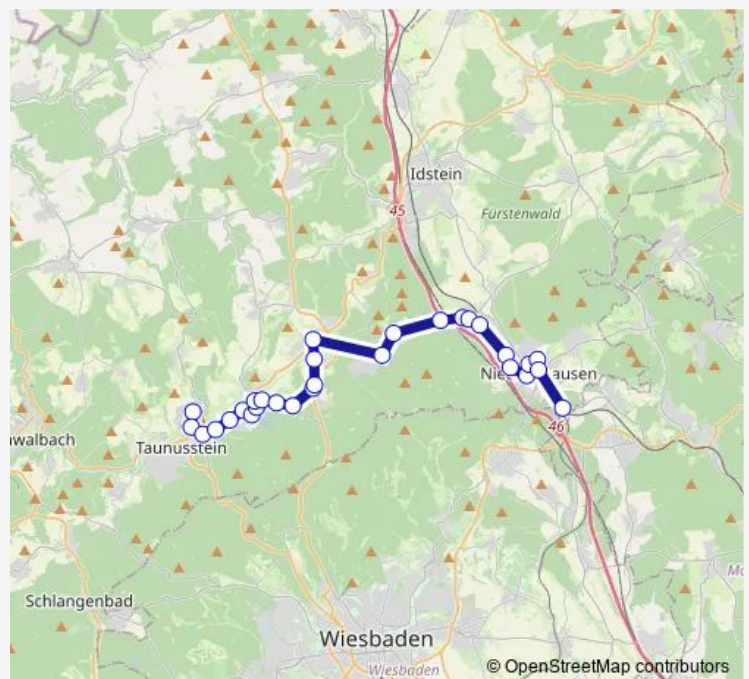 Idstein
45
Fürstenwald
Nie
ausen
46
walbach
Taunusstein
Schlangenbad
Wiesbaden
Wiesbaden
© OpenStreetMap contributors